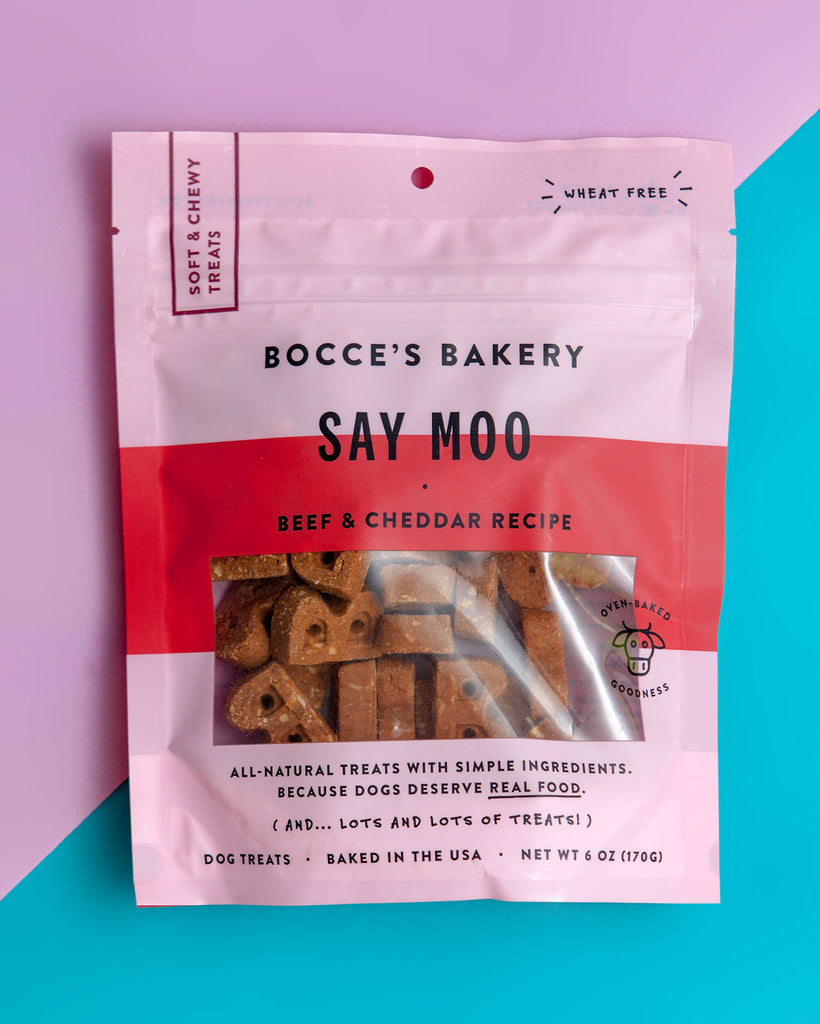 SOFT & CHEWY
TREATS
WHEAT FREE
BOCCE'S BAKERY
SAY MOO
BEEF & CHEDDAR RECIPE
OVEN-BAKED
GOODNESS
ALL-NATURAL TREATS WITH SIMPLE INGREDIENTS.
BECAUSE DOGS DESERVE REAL FOOD.
( AND... LOTS AND LOTS OF TREATS! )
DOG TREATS · BAKED IN THE USA · NET WT 6 OZ (170G)